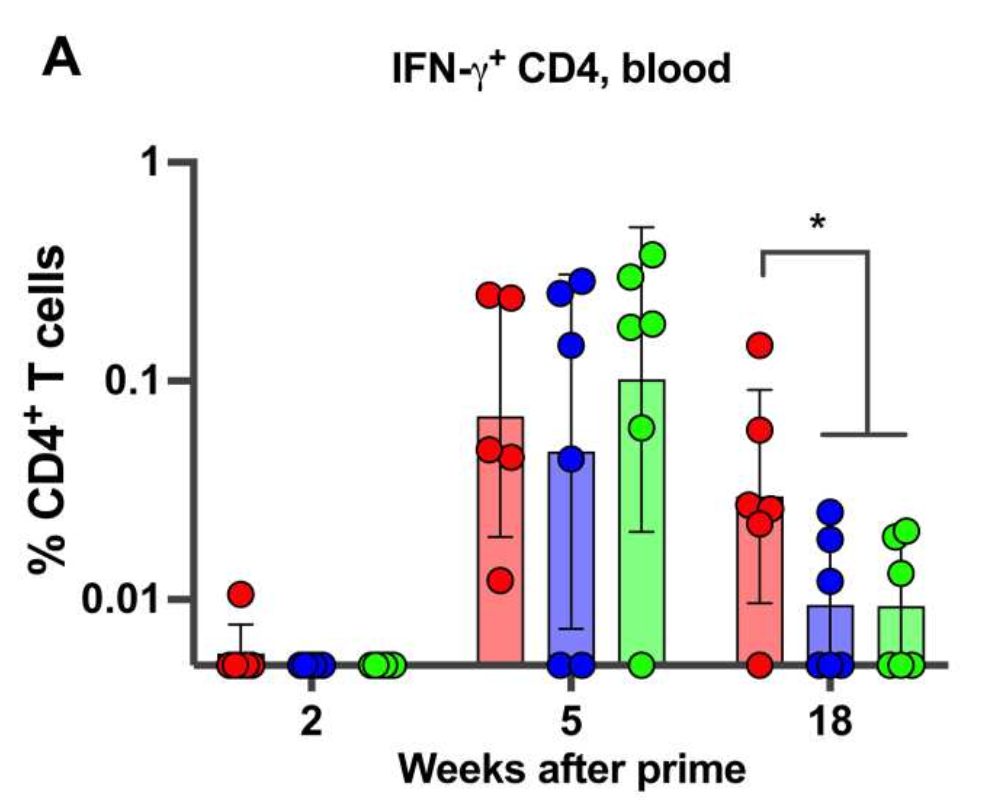 A
IFN-γ⁺ CD4, blood
1
*
% CD4⁺ T cells
0.1
0.01
2 5 18
Weeks after prime